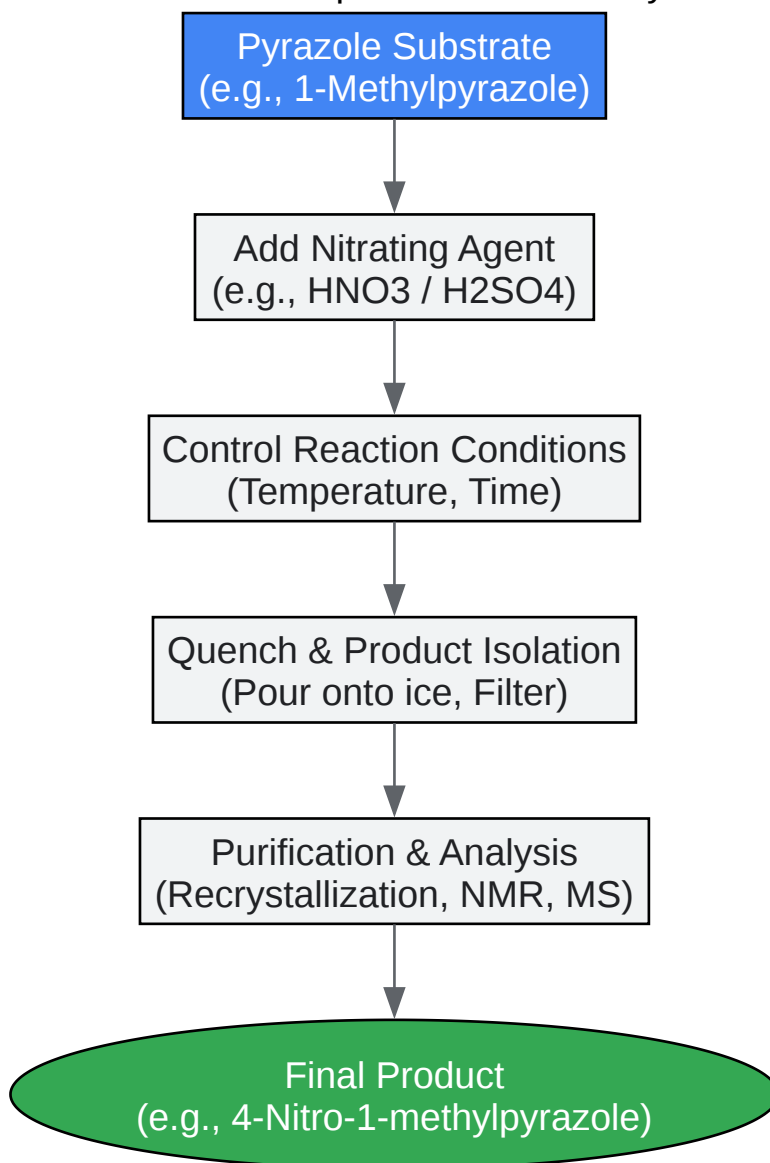 Pyrazole Substrate
(e.g., 1-Methylpyrazole)
Add Nitrating Agent
(e.g., HNO3 / H2SO4)
Control Reaction Conditions
(Temperature, Time)
Quench & Product Isolation
(Pour onto ice, Filter)
Purification & Analysis
(Recrystallization, NMR, MS)
Final Product
(e.g., 4-Nitro-1-methylpyrazole)